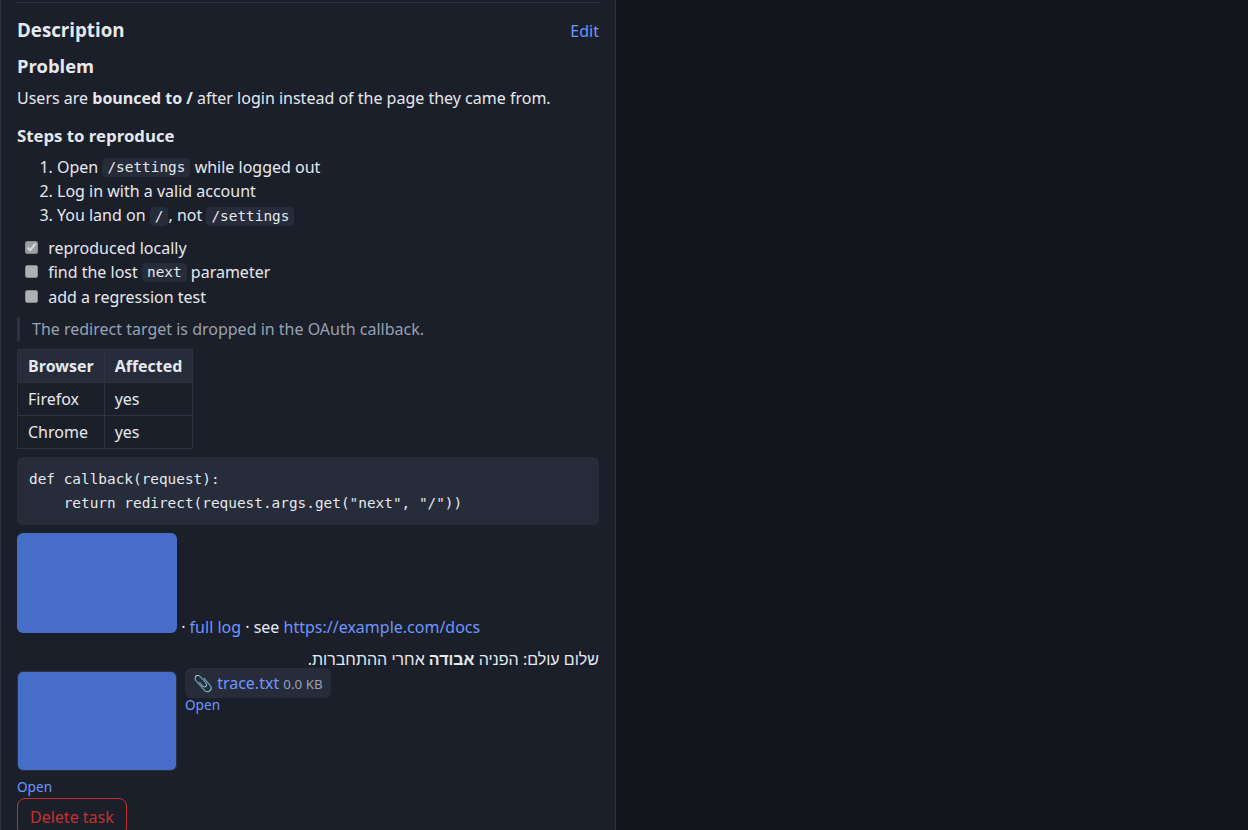 Description
Edit
Problem
Users are bounced to / after login instead of the page they came from.
Steps to reproduce
1. Open /settings while logged out
2. Log in with a valid account
3. You land on /, not /settings
reproduced locally
find the lost next parameter
add a regression test
The redirect target is dropped in the OAuth callback.
Browser Affected
Firefox yes
Chrome yes
def callback(request):
    return redirect(request.args.get("next", "/"))
· full log · see https://example.com/docs
שלום עולם: הפניה אבודה אחרי ההתחברות.
📎 trace.txt 0.0 KB
Open
Open
Delete task